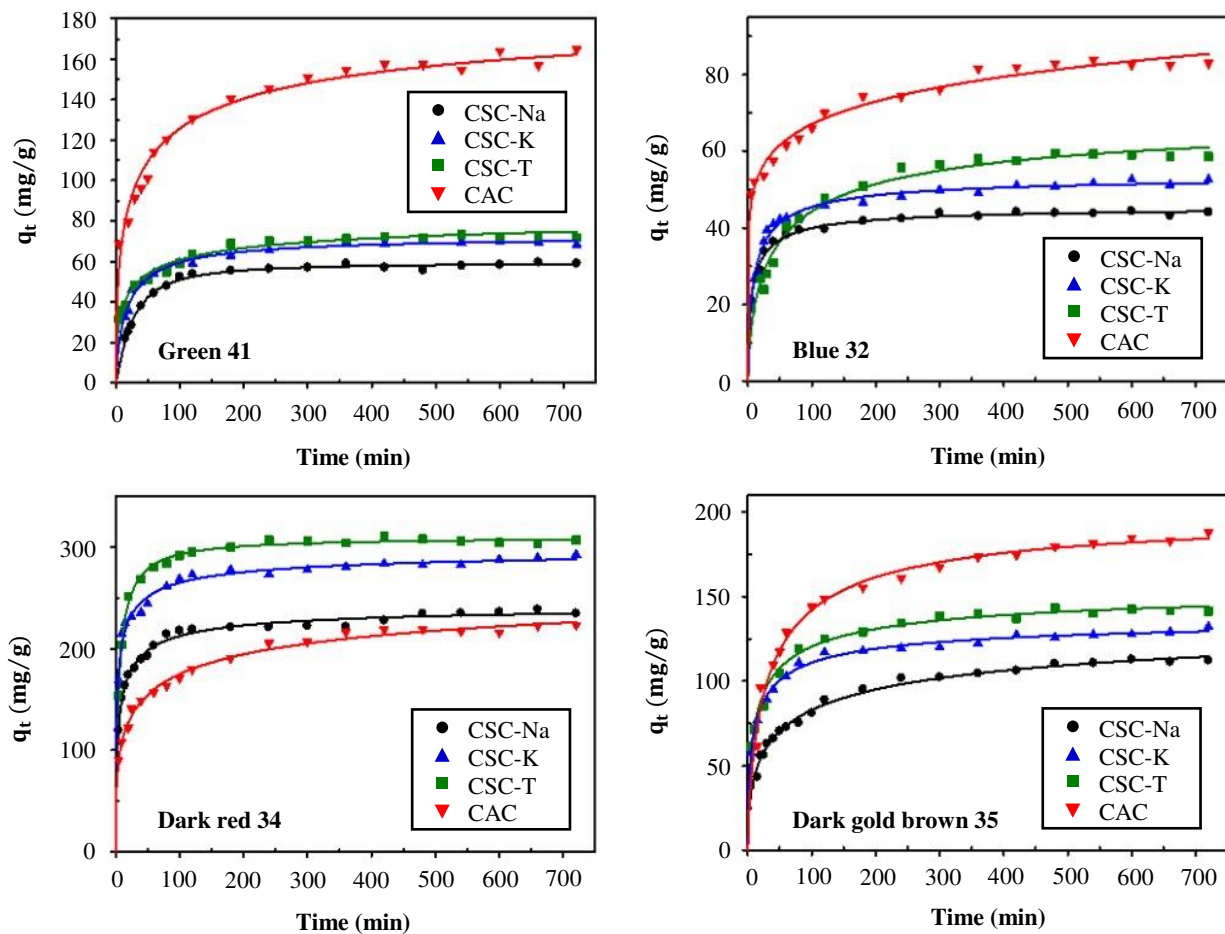 180
160
140
120
100
80
60
40
20
0
qt (mg/g)
CSC-Na
CSC-K
CSC-T
CAC
Green 41
0 100 200 300 400 500 600 700
Time (min)
80
60
40
20
0
qt (mg/g)
CSC-Na
CSC-K
CSC-T
CAC
Blue 32
0 100 200 300 400 500 600 700
Time (min)
300
200
100
0
qt (mg/g)
CSC-Na
CSC-K
CSC-T
CAC
Dark red 34
0 100 200 300 400 500 600 700
Time (min)
200
150
100
50
0
qt (mg/g)
CSC-Na
CSC-K
CSC-T
CAC
Dark gold brown 35
0 100 200 300 400 500 600 700
Time (min)